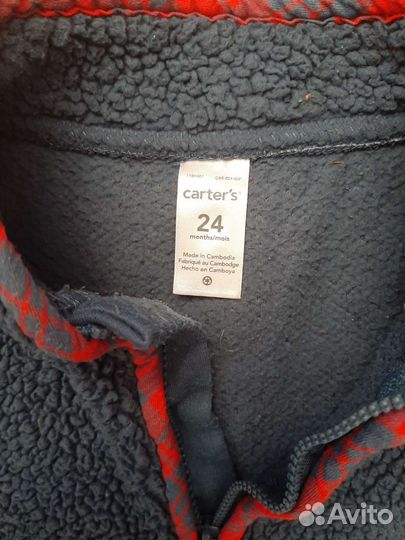 carter's
24
months/mois
Made in Cambodia
Fabriqué au Cambodge
Hecho en Camboya
Avito